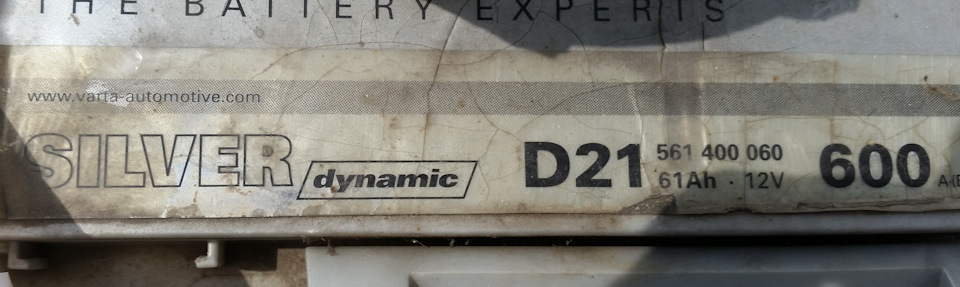 THE BATTERY EXPERTS
www.varta-automotive.com
SILVER dynamic D21 561 400 060 600
61Ah · 12V